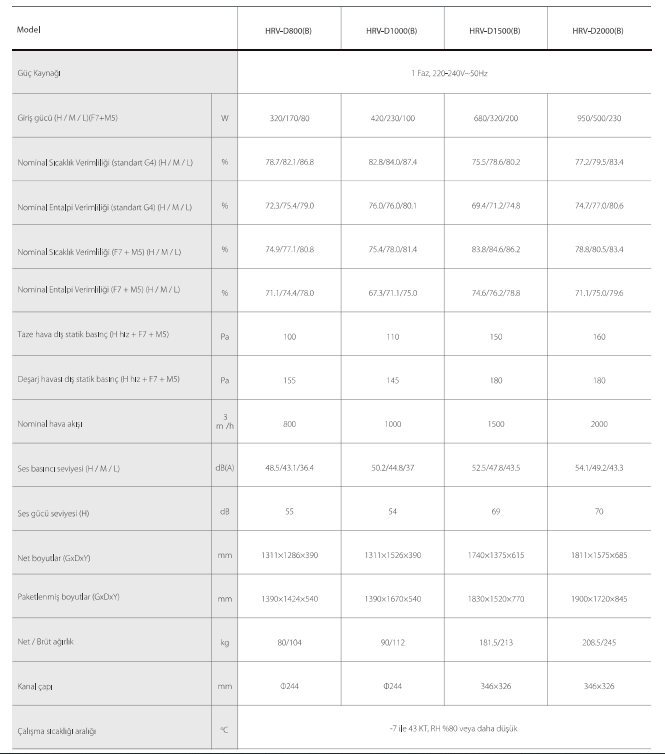 Model HRV-D800(B) HRV-D1000(B) HRV-D1500(B) HRV-D2000(B)
Güç Kaynağı 1 Faz, 220-240V~50Hz
Giriş gücü (H / M / L)(F7+M5) W 320/170/80 420/230/100 680/320/200 950/500/230
Nominal Sıcaklık Verimliliği (standart G4) (H / M / L) % 78.7/82.1/86.8 82.8/84.0/87.4 75.5/78.6/80.2 77.2/79.5/83.4
Nominal Entalpi Verimliliği (standart G4) (H / M / L) % 72.3/75.4/79.0 76.0/76.0/80.1 69.4/71.2/74.8 74.7/77.0/80.6
Nominal Sıcaklık Verimliliği (F7 + M5) (H / M / L) % 74.9/77.1/80.8 75.4/78.0/81.4 83.8/84.6/86.2 78.8/80.5/83.4
Nominal Entalpi Verimliliği (F7 + M5) (H / M / L) % 71.1/74.4/78.0 67.3/71.1/75.0 74.6/76.2/78.8 71.1/75.0/79.6
Taze hava dış statik basınç (H hız + F7 + M5) Pa 100 110 150 160
Deşarj havası dış statik basınç (H hız + F7 + M5) Pa 155 145 180 180
Nominal hava akışı m³/h 800 1000 1500 2000
Ses basıncı seviyesi (H / M / L) dB(A) 48.5/43.1/36.4 50.2/44.8/37 52.5/47.8/43.5 54.1/49.2/43.3
Ses gücü seviyesi (H) dB 55 54 69 70
Net boyutlar (GxDxY) mm 1311×1286×390 1311×1526×390 1740×1375×615 1811×1575×685
Paketlenmiş boyutlar (GxDxY) mm 1390×1424×540 1390×1670×540 1830×1520×770 1900×1720×845
Net / Brüt ağırlık kg 80/104 90/112 181.5/213 208.5/245
Kanal çapı mm Φ244 Φ244 346×326 346×326
Çalışma sıcaklığı aralığı °C -7 ile 43 KT, RH %80 veya daha düşük